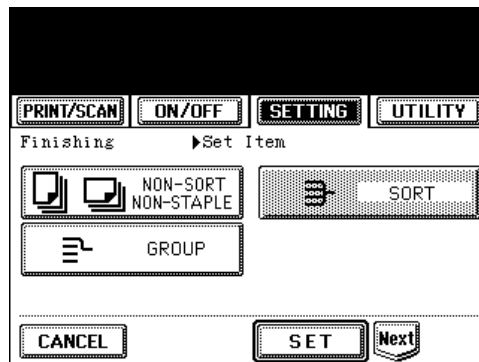 PRINT/SCAN ON/OFF SETTING UTILITY
Finishing ▶Set Item
NON-SORT
NON-STAPLE
SORT
GROUP
CANCEL SET Next